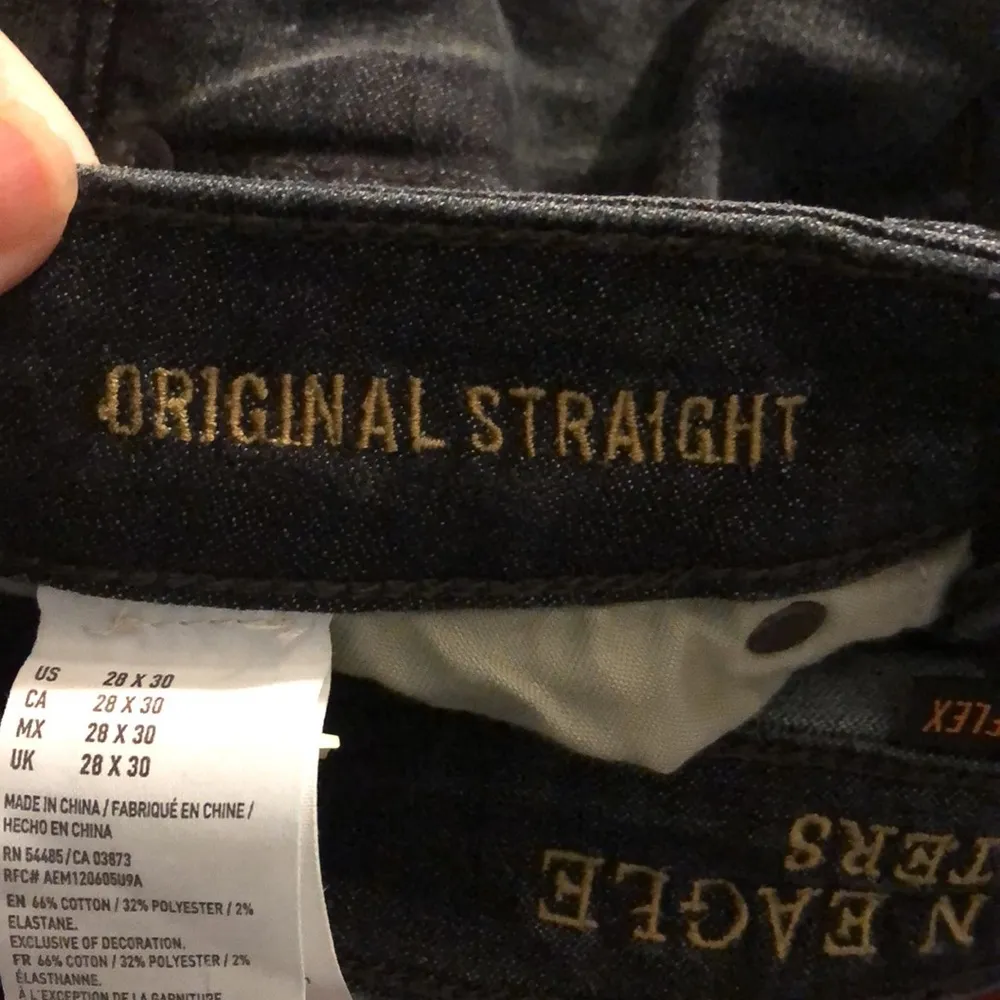 ORIGINAL STRAIGHT
US 28 X 30
CA 28 X 30
MX 28 X 30
UK 28 X 30
MADE IN CHINA / FABRIQUÉ EN CHINE /
HECHO EN CHINA
RN 54485 / CA 03873
RFC# AEM120605U9A
EN 66% COTTON / 32% POLYESTER / 2%
ELASTANE.
EXCLUSIVE OF DECORATION.
FR 66% COTON / 32% POLYESTER / 2%
ÉLASTHANNE.
À L'EXCEPTION DE LA GARNITURE
FLEX
N EAGLE
TERS